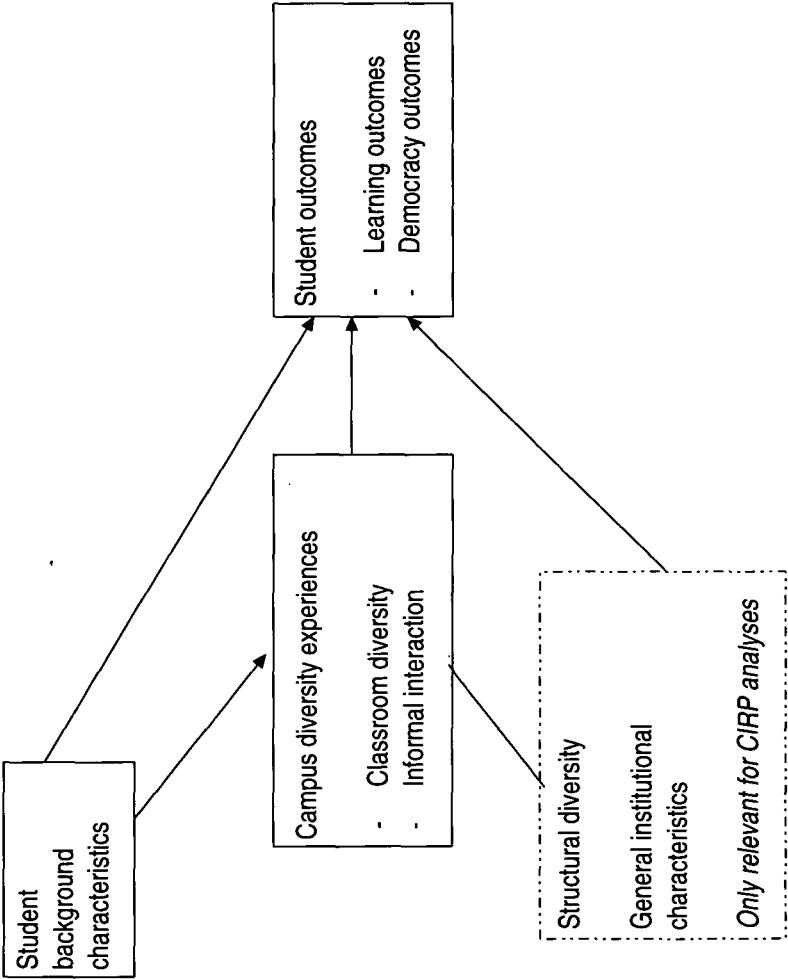 Student
background
characteristics
Campus diversity experiences
- Classroom diversity
- Informal interaction
Structural diversity
General institutional
characteristics
Only relevant for CIRP analyses
Student outcomes
- Learning outcomes
- Democracy outcomes